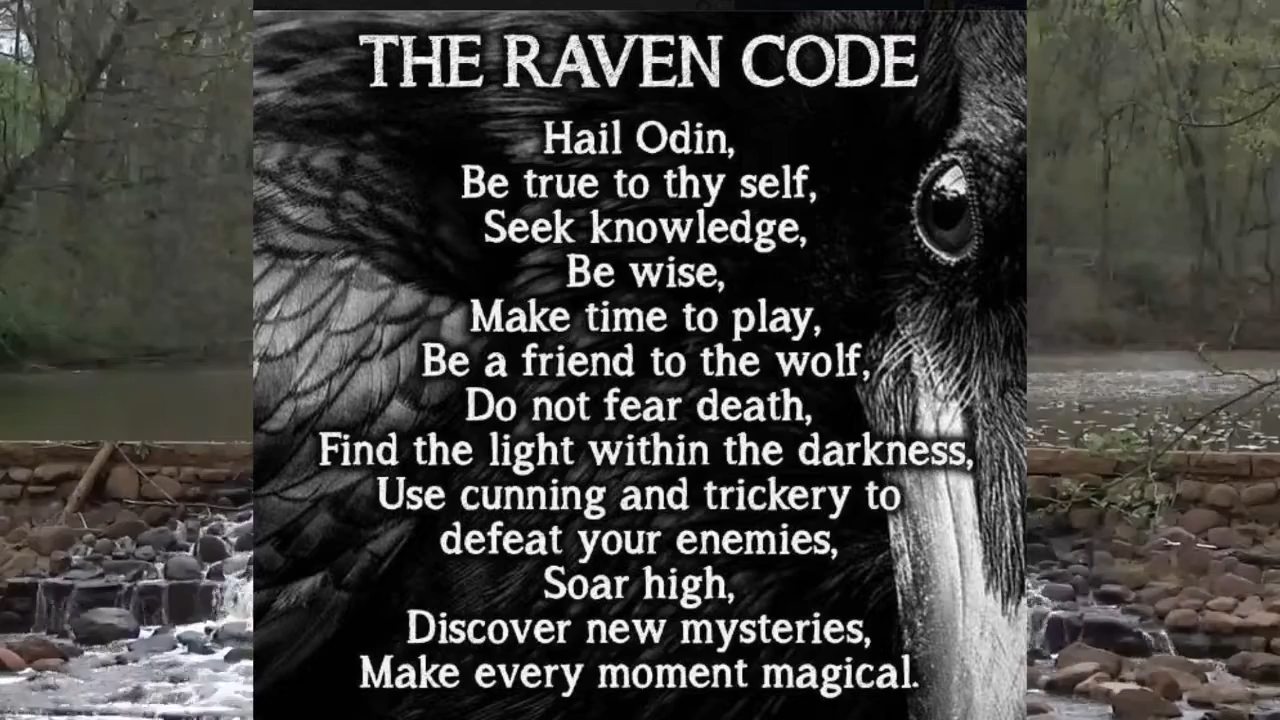 THE RAVEN CODE
Hail Odin,
Be true to thy self,
Seek knowledge,
Be wise,
Make time to play,
Be a friend to the wolf,
Do not fear death,
Find the light within the darkness,
Use cunning and trickery to
defeat your enemies,
Soar high,
Discover new mysteries,
Make every moment magical.